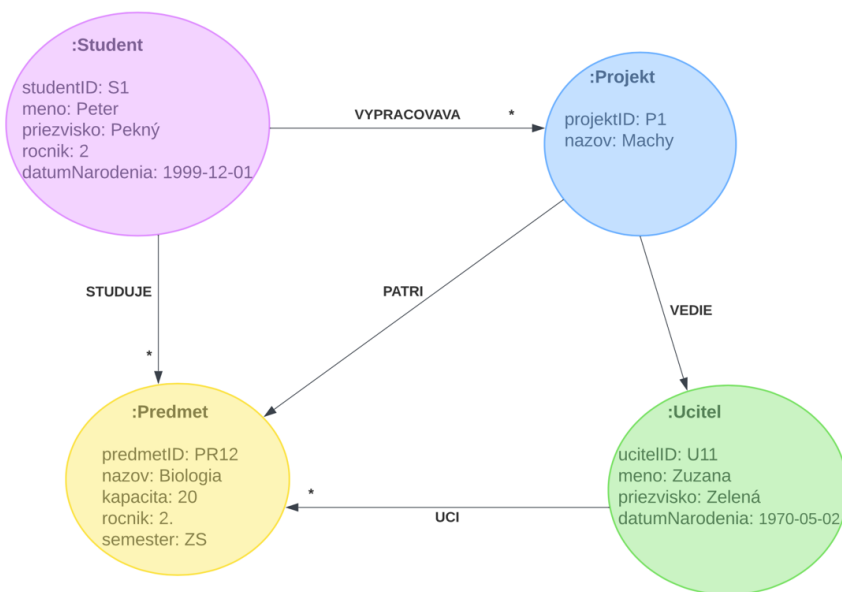 :Student
studentID: S1
meno: Peter
priezvisko: Pekný
rocnik: 2
datumNarodenia: 1999-12-01
VYPRACOVAVA
*
:Projekt
projektID: P1
nazov: Machy
STUDUJE
*
PATRI
VEDIE
:Predmet
predmetID: PR12
nazov: Biologia
kapacita: 20
rocnik: 2.
semester: ZS
*
UCI
:Ucitel
ucitelID: U11
meno: Zuzana
priezvisko: Zelená
datumNarodenia: 1970-05-02